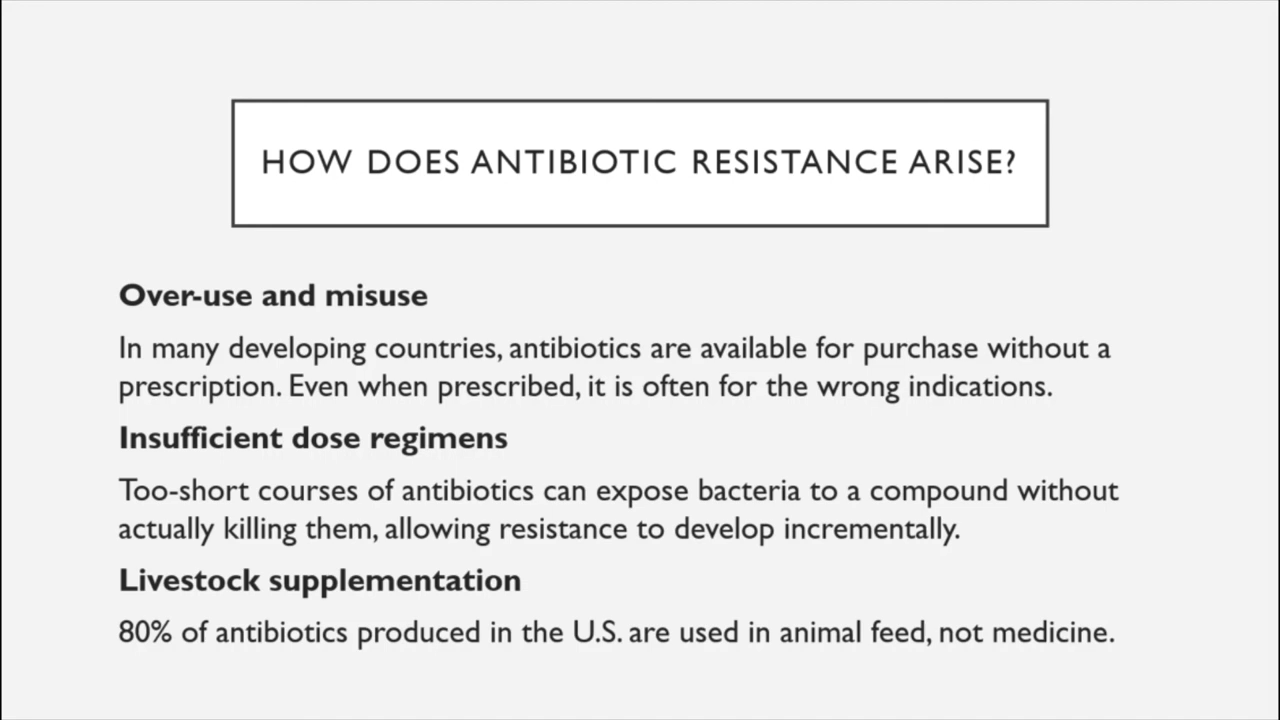 HOW DOES ANTIBIOTIC RESISTANCE ARISE?
Over-use and misuse
In many developing countries, antibiotics are available for purchase without a
prescription. Even when prescribed, it is often for the wrong indications.
Insufficient dose regimens
Too-short courses of antibiotics can expose bacteria to a compound without
actually killing them, allowing resistance to develop incrementally.
Livestock supplementation
80% of antibiotics produced in the U.S. are used in animal feed, not medicine.